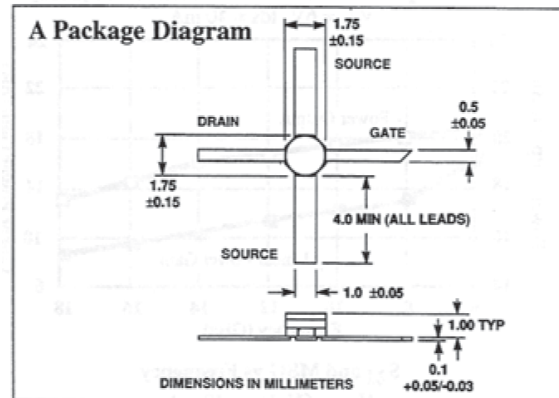 A Package Diagram
1.75
±0.15
SOURCE
DRAIN
GATE
0.5
±0.05
1.75
±0.15
4.0 MIN (ALL LEADS)
SOURCE
1.0 ±0.05
1.00 TYP
0.1
+0.05/-0.03
DIMENSIONS IN MILLIMETERS